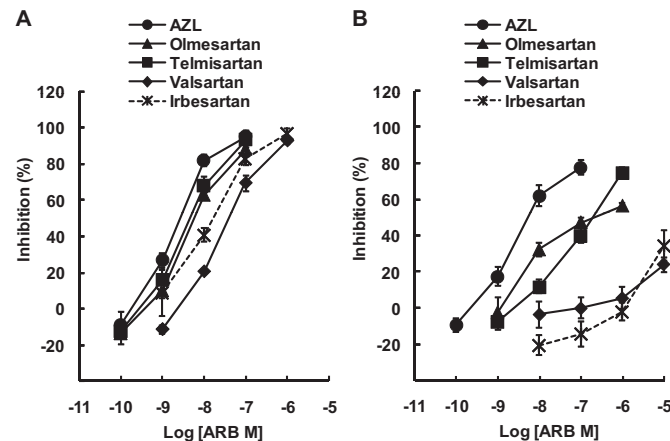 A
AZL
Olmesartan
Telmisartan
Valsartan
Irbesartan
120
100
80
60
40
20
0
-20
Inhibition (%)
-11 -10 -9 -8 -7 -6 -5
Log [ARB M]
B
AZL
Olmesartan
Telmisartan
Valsartan
Irbesartan
120
100
80
60
40
20
0
-20
Inhibition (%)
-11 -10 -9 -8 -7 -6 -5
Log [ARB M]